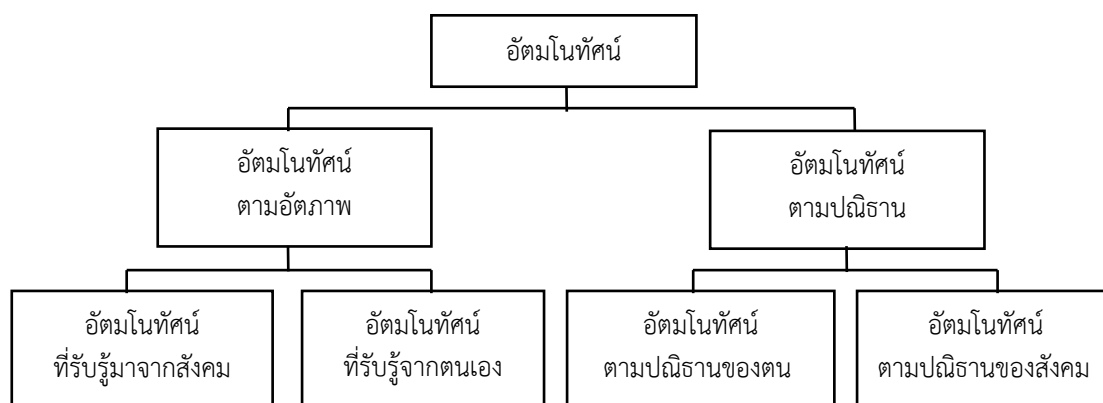 อัตมโนทัศน์
อัตมโนทัศน์
ตามอัตภาพ
อัตมโนทัศน์
ตามปณิธาน
อัตมโนทัศน์
ที่รับรู้มาจากสังคม
อัตมโนทัศน์
ที่รับรู้จากตนเอง
อัตมโนทัศน์
ตามปณิธานของตน
อัตมโนทัศน์
ตามปณิธานของสังคม